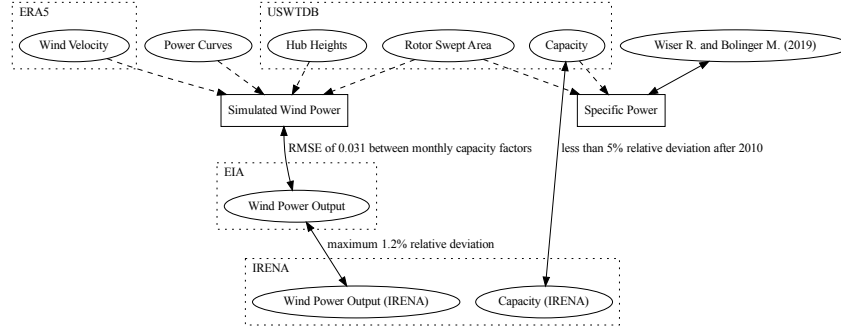 ERA5
USWTDB
Wind Velocity
Power Curves
Hub Heights
Rotor Swept Area
Capacity
Wiser R. and Bolinger M. (2019)
Simulated Wind Power
Specific Power
RMSE of 0.031 between monthly capacity factors
less than 5% relative deviation after 2010
EIA
Wind Power Output
maximum 1.2% relative deviation
IRENA
Wind Power Output (IRENA)
Capacity (IRENA)